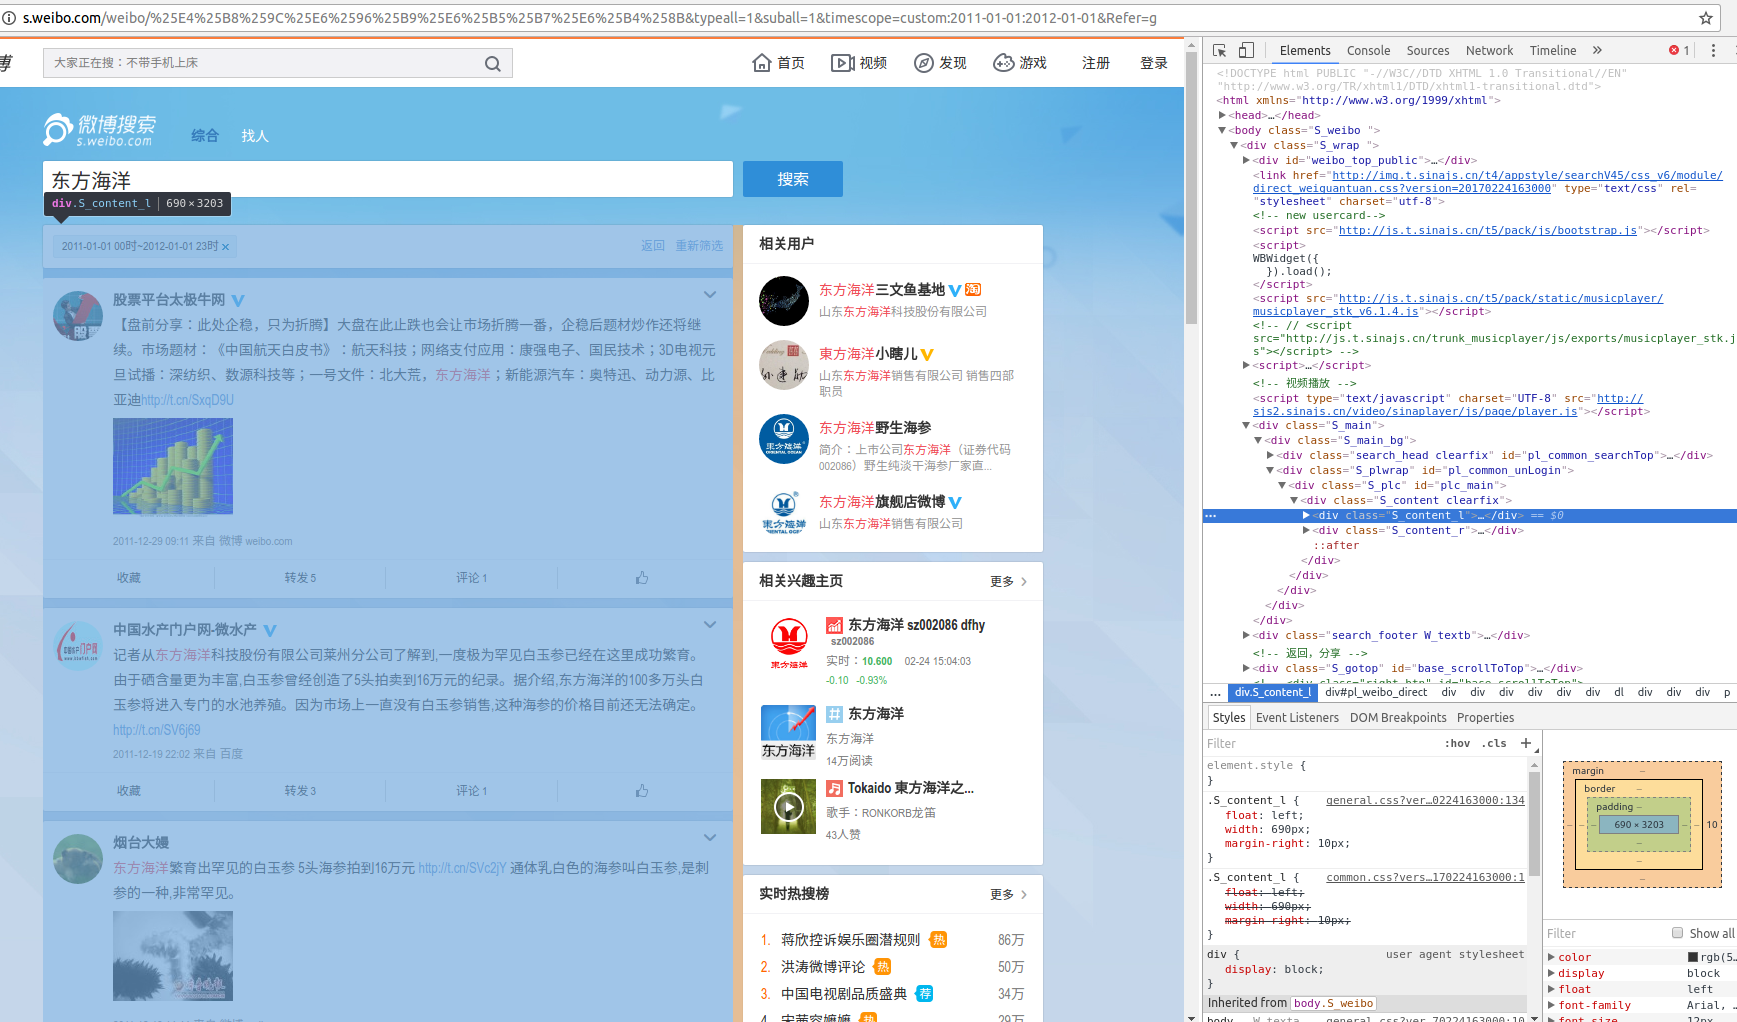 s.weibo.com/weibo/%25E4%25B8%259C%25E6%2596%25B9%25E6%25B5%25B7%25E6%25B4%258B&typeall=1&suball=1&timescope=custom:2011-01-01:2012-01-01&Refer=g
博
大家正在搜：不带手机上床
首页 视频 发现 游戏 注册 登录
微博搜索
s.weibo.com
综合 找人
东方海洋
搜索
div.S_content_l | 690×3203
2011-01-01 00时~2012-01-01 23时 ×
返回 重新筛选
股票平台太极牛网
【盘前分享：此处企稳，只为折腾】大盘在此止跌也会让市场折腾一番，企稳后题材炒作还将继
续。市场题材：《中国航天白皮书》：航天科技；网络支付应用：康强电子、国民技术；3D电视元
旦试播：深纺织、数源科技等；一号文件：北大荒，东方海洋；新能源汽车：奥特迅、动力源、比
亚迪http://t.cn/SxqD9U
2011-12-29 09:11 来自 微博 weibo.com
收藏 转发 5 评论 1
中国水产门户网-微水产
记者从东方海洋科技股份有限公司莱州分公司了解到,一度极为罕见白玉参已经在这里成功繁育。
由于硒含量更为丰富,白玉参曾经创造了5头拍卖到16万元的纪录。据介绍,东方海洋的100多万头白
玉参将进入专门的水池养殖。因为市场上一直没有白玉参销售,这种海参的价格目前还无法确定。
http://t.cn/SV6j69
2011-12-19 22:02 来自 百度
收藏 转发 3 评论 1
烟台大嫚
东方海洋繁育出罕见的白玉参 5头海参拍到16万元 http://t.cn/SVc2jY 通体乳白色的海参叫白玉参,是刺
参的一种,非常罕见。
相关用户
东方海洋三文鱼基地 淘
山东东方海洋科技股份有限公司
東方海洋小瞎儿
山东东方海洋销售有限公司 销售四部
职员
东方海洋野生海参
简介：上市公司东方海洋（证券代码
002086）野生纯淡干海参厂家直...
东方海洋旗舰店微博
山东东方海洋销售有限公司
相关兴趣主页 更多
东方海洋 sz002086 dfhy
sz002086
实时：10.600 02-24 15:04:03
-0.10 -0.93%
东方海洋
东方海洋
东方海洋
14万阅读
Tokaido 東方海洋之...
歌手：RONKORB龙笛
43人赞
实时热搜榜 更多
1. 蒋欣控诉娱乐圈潜规则 热 86万
2. 洪涛微博评论 热 50万
3. 中国电视剧品质盛典 荐 34万
Elements Console Sources Network Timeline » 1
<!DOCTYPE html PUBLIC "-//W3C//DTD XHTML 1.0 Transitional//EN"
"http://www.w3.org/TR/xhtml1/DTD/xhtml1-transitional.dtd">
<html xmlns="http://www.w3.org/1999/xhtml">
<head>…</head>
<body class="S_weibo ">
<div class="S_wrap ">
<div id="weibo_top_public">…</div>
<link href="http://img.t.sinajs.cn/t4/appstyle/searchV45/css_v6/module/
direct_weiquantuan.css?version=20170224163000" type="text/css" rel=
"stylesheet" charset="utf-8">
<!-- new usercard-->
<script src="http://js.t.sinajs.cn/t5/pack/js/bootstrap.js"></script>
<script>
WBWidget({
}).load();
</script>
<script src="http://js.t.sinajs.cn/t5/pack/static/musicplayer/
musicplayer_stk_v6.1.4.js"></script>
<!-- // <script
src="http://js.t.sinajs.cn/trunk_musicplayer/js/exports/musicplayer_stk.j
s"></script> -->
<script>…</script>
<!-- 视频播放 -->
<script type="text/javascript" charset="UTF-8" src="http://
sjs2.sinajs.cn/video/sinaplayer/js/page/player.js"></script>
<div class="S_main">
<div class="S_main_bg">
<div class="search_head clearfix" id="pl_common_searchTop">…</div>
<div class="S_plwrap" id="pl_common_unLogin">
<div class="S_plc" id="plc_main">
<div class="S_content clearfix">
<div class="S_content_l">…</div> == $0
<div class="S_content_r">…</div>
::after
</div>
</div>
</div>
</div>
</div>
<div class="search_footer W_textb">…</div>
<!-- 返回，分享 -->
<div class="S_gotop" id="base_scrollToTop">…</div>
... div.S_content_l div#pl_weibo_direct div div div div div div dl div div div p
Styles Event Listeners DOM Breakpoints Properties
Filter :hov .cls +
element.style {
}
.S_content_l { general.css?ver…0224163000:134
float: left;
width: 690px;
margin-right: 10px;
}
.S_content_l { common.css?vers…170224163000:1
float: left;
width: 690px;
margin-right: 10px;
}
div { user agent stylesheet
display: block;
}
Inherited from body.S_weibo
margin –
border –
padding –
690 × 3203
10
Filter Show all
color rgb(5…
display block
float left
font-family Arial, …